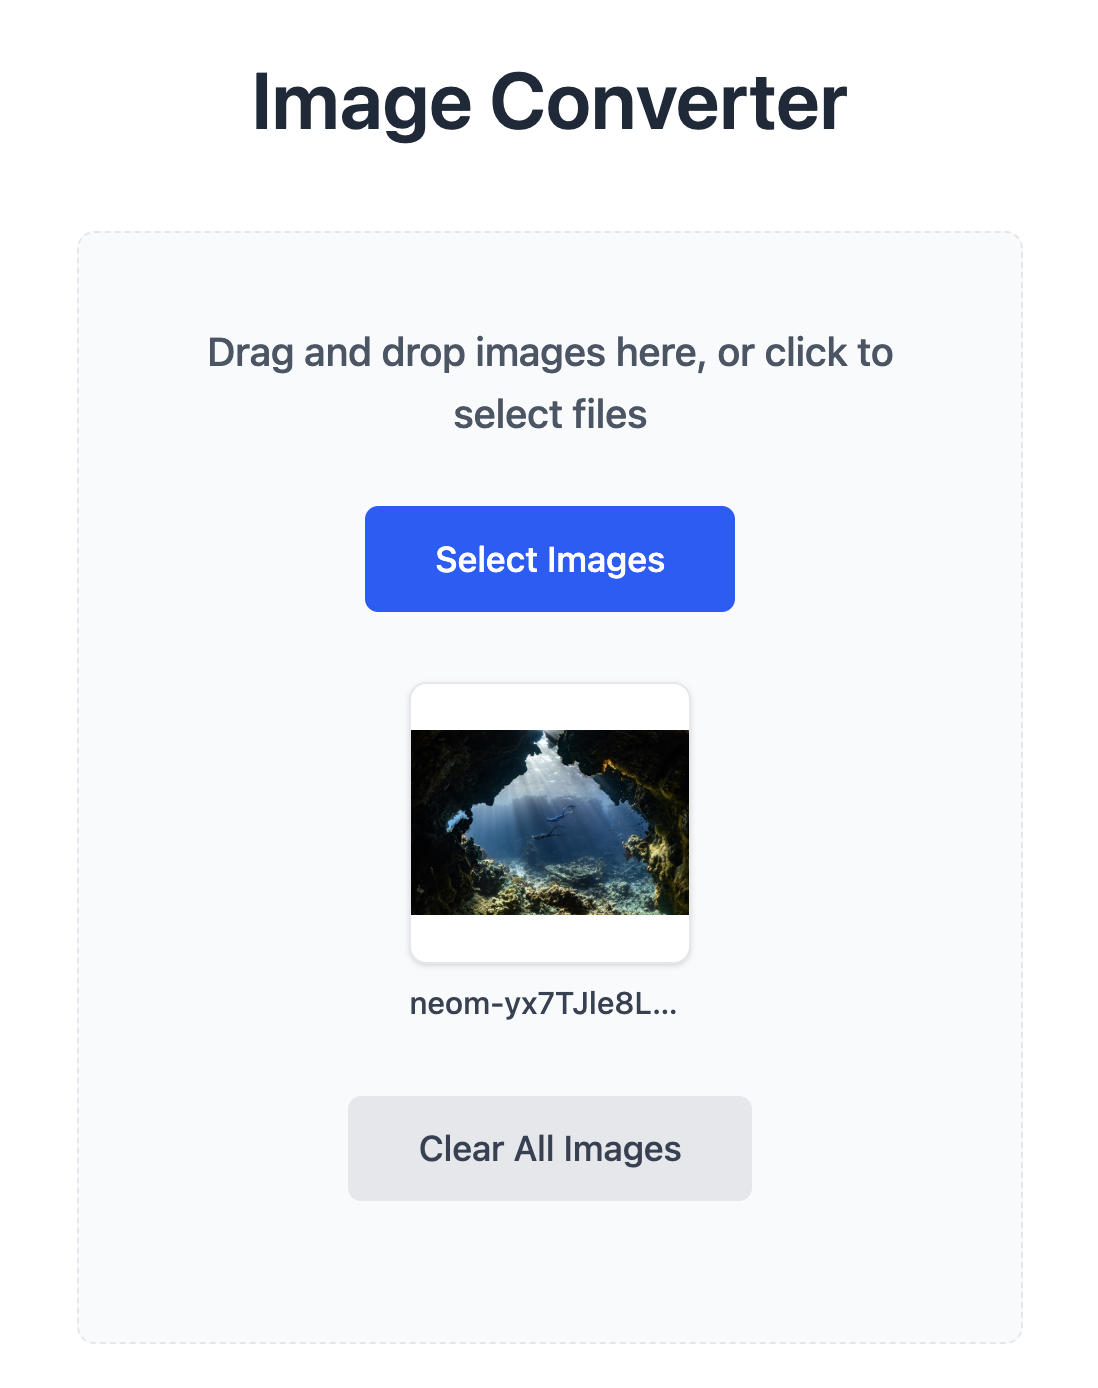 Image Converter
Drag and drop images here, or click to
select files
Select Images
neom-yx7TJle8L...
Clear All Images